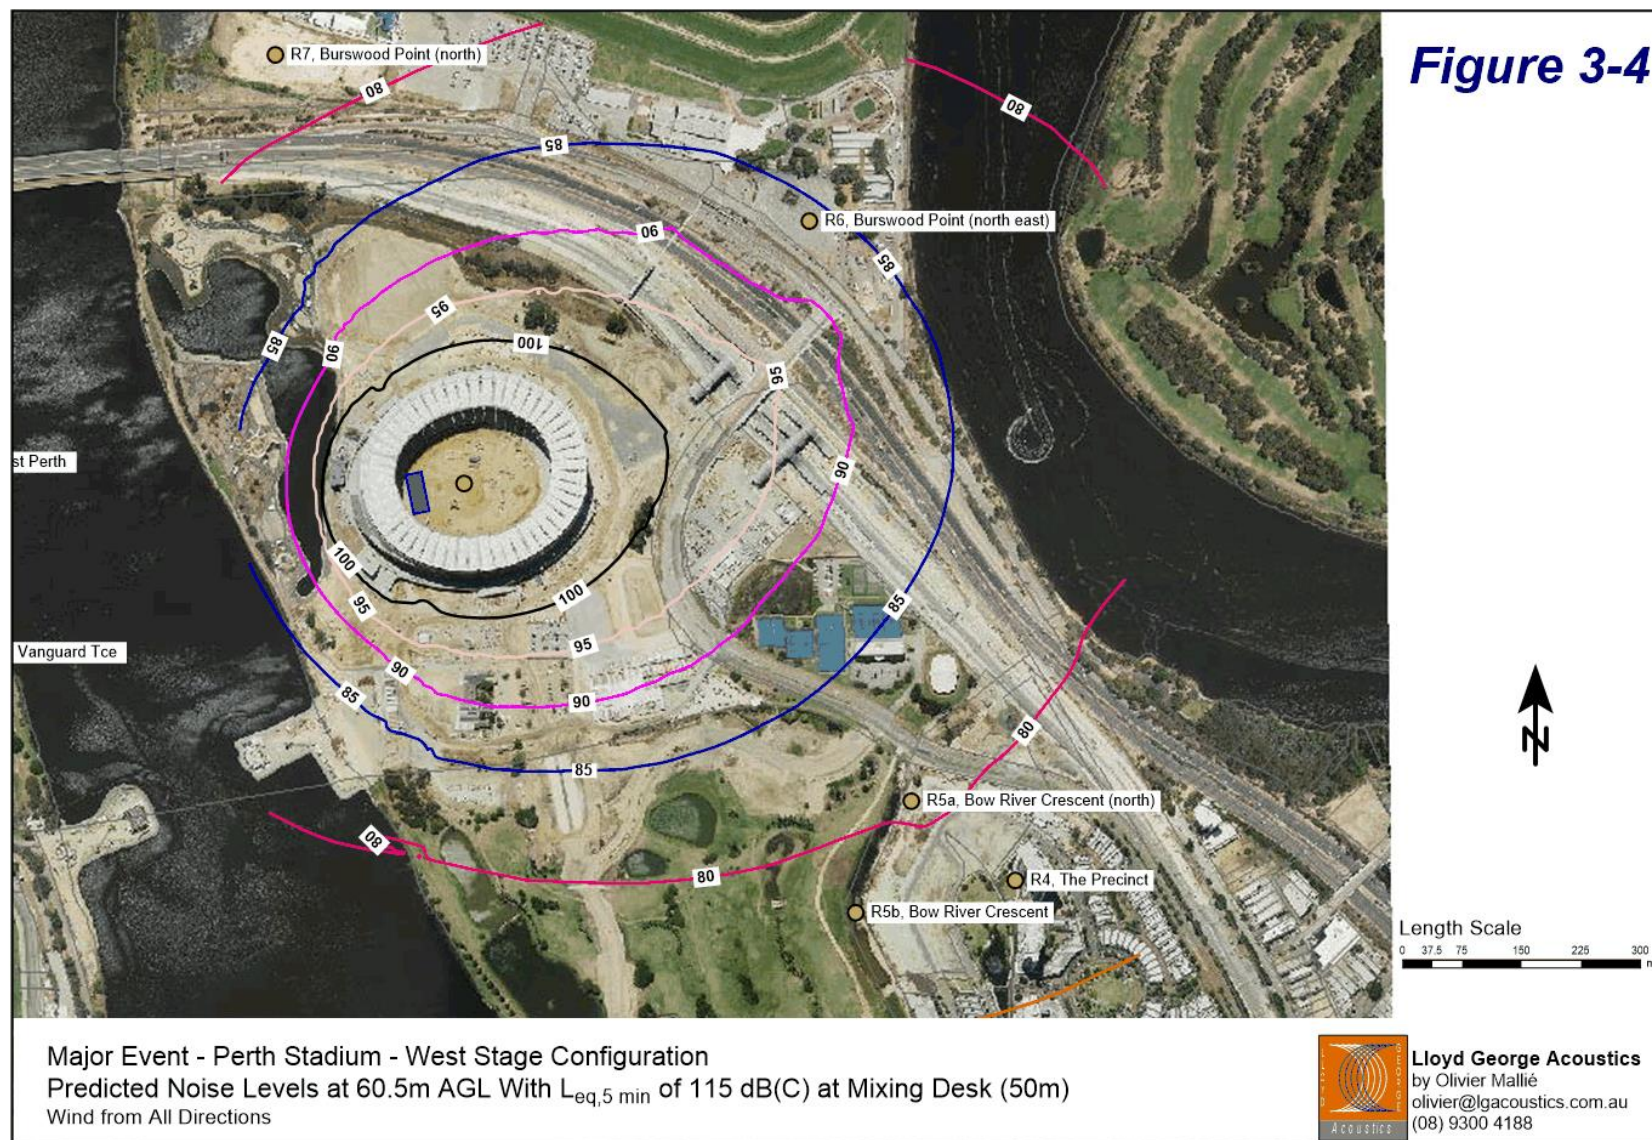 Figure 3-4
R7, Burswood Point (north)
80
80
85
R6, Burswood Point (north east)
90
85
95
100
85
90
95
st Perth
90
100
95
100
85
95
Vanguard Tce
90
85
90
80
85
R5a, Bow River Crescent (north)
80
80
R4, The Precinct
R5b, Bow River Crescent
N
Length Scale
0 37.5 75 150 225 300
m
Major Event - Perth Stadium - West Stage Configuration
Predicted Noise Levels at 60.5m AGL With Leq,5 min of 115 dB(C) at Mixing Desk (50m)
Wind from All Directions
LLOYD GEORGE
Acoustics
Lloyd George Acoustics
by Olivier Mallié
olivier@lgacoustics.com.au
(08) 9300 4188